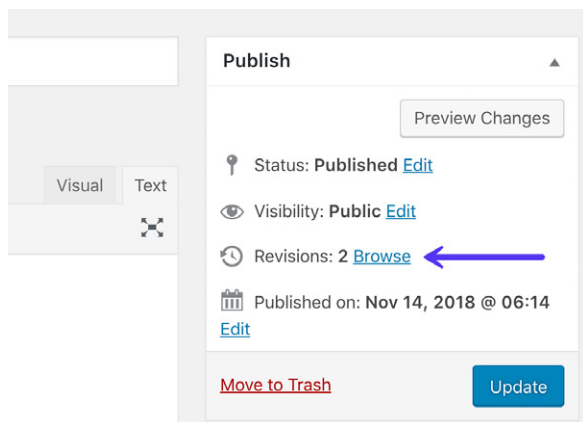 Publish
Preview Changes
Visual Text
Status: Published Edit
Visibility: Public Edit
Revisions: 2 Browse
Published on: Nov 14, 2018 @ 06:14
Edit
Move to Trash Update